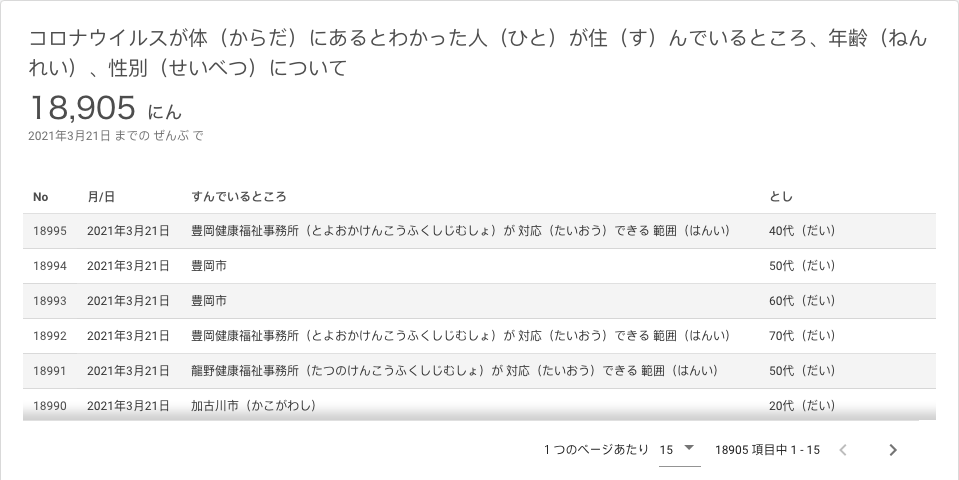 コロナウイルスが体（からだ）にあるとわかった人（ひと）が住（す）んでいるところ、年齢（ねん
れい）、性別（せいべつ）について
18,905 にん
2021年3月21日 までの ぜんぶ で
No 月/日 すんでいるところ とし
18995 2021年3月21日 豊岡健康福祉事務所（とよおかけんこうふくしじむしょ）が 対応（たいおう）できる 範囲（はんい） 40代（だい）
18994 2021年3月21日 豊岡市 50代（だい）
18993 2021年3月21日 豊岡市 60代（だい）
18992 2021年3月21日 豊岡健康福祉事務所（とよおかけんこうふくしじむしょ）が 対応（たいおう）できる 範囲（はんい） 70代（だい）
18991 2021年3月21日 龍野健康福祉事務所（たつのけんこうふくしじむしょ）が 対応（たいおう）できる 範囲（はんい） 50代（だい）
18990 2021年3月21日 加古川市（かこがわし） 20代（だい）
1 つのページあたり 15 18905 項目中 1 - 15